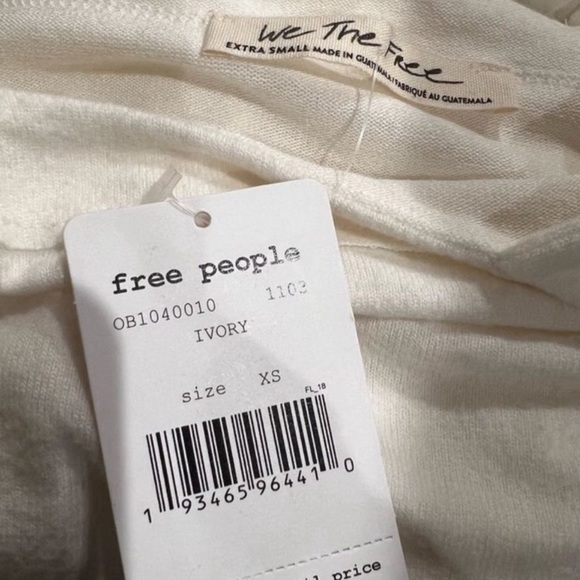 We The Free
EXTRA SMALL MADE IN GUATEMALA/FABRIQUÉ AU GUATEMALA
free people
OB1040010 1103
IVORY
size XS
FL_18
1 93465 96441 0
price